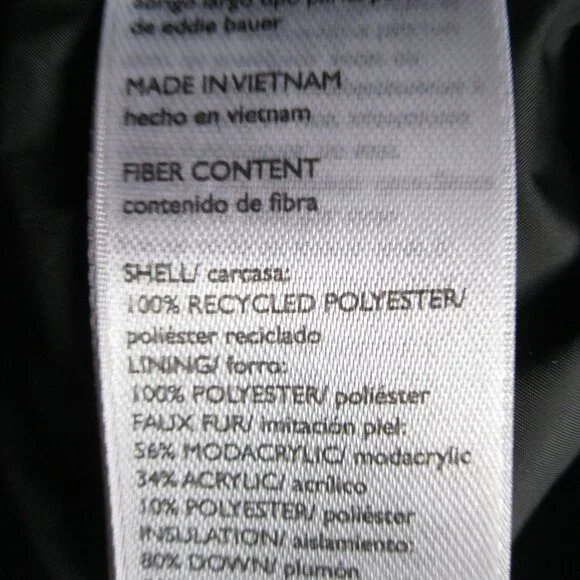 largo
de eddie bauer
MADE IN VIETNAM
hecho en vietnam
FIBER CONTENT
contenido de fibra
SHELL/ carcasa:
100% RECYCLED POLYESTER/
poliéster reciclado
LINING/ forro:
100% POLYESTER/ poliéster
FAUX FUR/ imitación piel:
56% MODACRYLIC/ modacrylic
34% ACRYLIC/ acrílico
10% POLYESTER/ poliéster
INSULATION/ aislamiento:
80% DOWN/ plumón